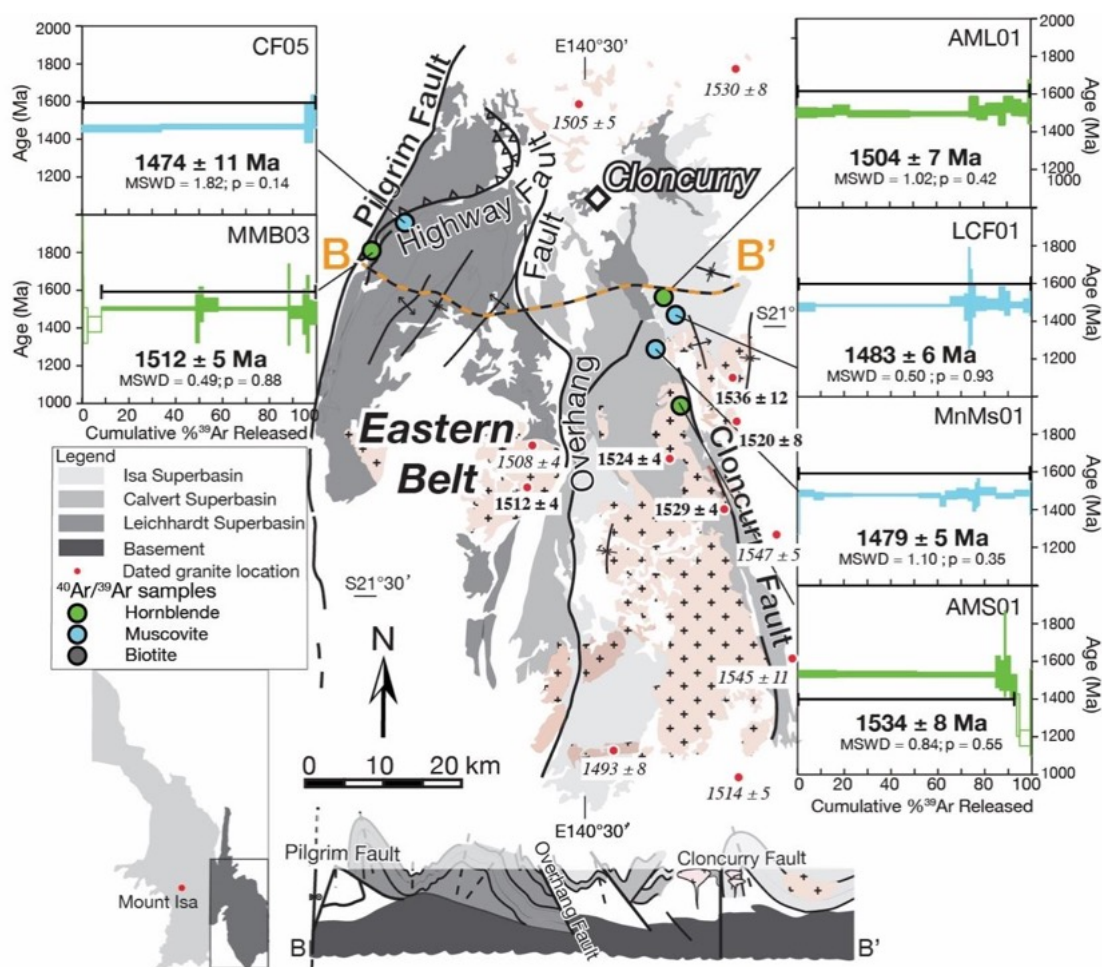 2000
1800
1600
1400
1200
Age (Ma)
CF05
1474 ± 11 Ma
MSWD = 1.82; p = 0.14
1800
1600
1400
1200
1000
Age (Ma)
MMB03
1512 ± 5 Ma
MSWD = 0.49; p = 0.88
0 20 40 60 80 100
Cumulative %³⁹Ar Released
Legend
Isa Superbasin
Calvert Superbasin
Leichhardt Superbasin
Basement
Dated granite location
⁴⁰Ar/³⁹Ar samples
Hornblende
Muscovite
Biotite
Mount Isa
E140°30'
1505 ± 5
1530 ± 8
Pilgrim Fault
Highway
Fault
Fault
Overhang
Cloncurry
B
B'
S21°
Eastern
Belt
1508 ± 4
1512 ± 4
1536 ± 12
1520 ± 8
1524 ± 4
1529 ± 4
1547 ± 5
Cloncurry
Fault
S21°30'
1545 ± 11
1493 ± 8
1514 ± 5
N
0 10 20 km
E140°30'
Pilgrim Fault
Overhang Fault
Cloncurry Fault
B
B'
AML01
1504 ± 7 Ma
MSWD = 1.02; p = 0.42
2000
1800
1600
1400
1200
1000
Age (Ma)
LCF01
1483 ± 6 Ma
MSWD = 0.50 ; p = 0.93
1800
1600
1400
1200
Age (Ma)
MnMs01
1479 ± 5 Ma
MSWD = 1.10; p = 0.35
1800
1600
1400
1200
Age (Ma)
AMS01
1534 ± 8 Ma
MSWD = 0.84; p = 0.55
1800
1600
1400
1200
1000
Age (Ma)
0 20 40 60 80 100
Cumulative %³⁹Ar Released